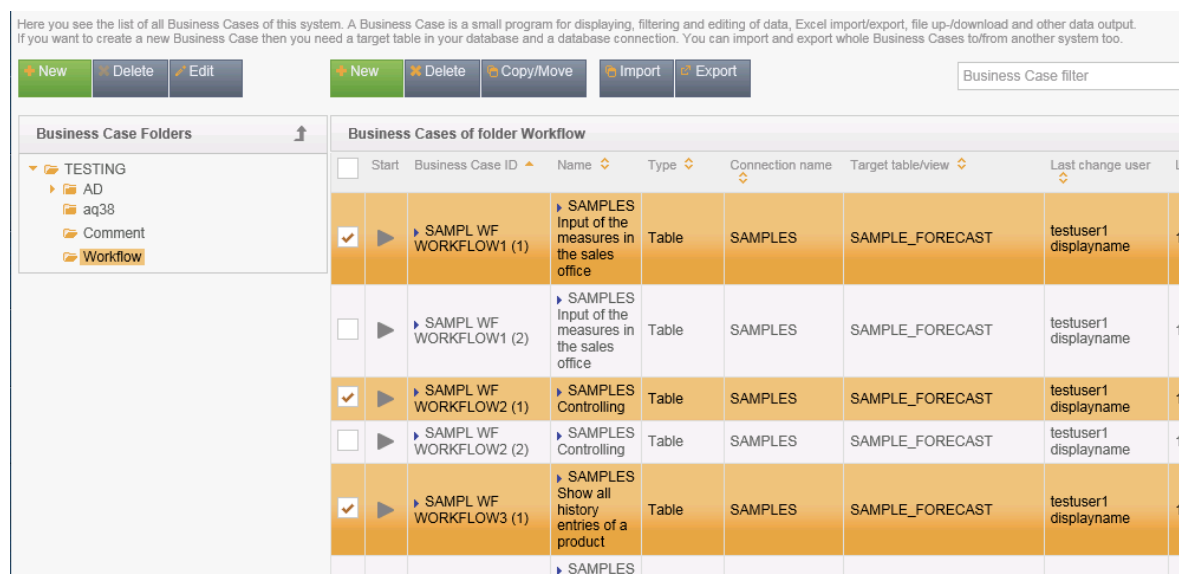 Here you see the list of all Business Cases of this system. A Business Case is a small program for displaying, filtering and editing of data, Excel import/export, file up-/download and other data output.
If you want to create a new Business Case then you need a target table in your database and a database connection. You can import and export whole Business Cases to/from another system too.
New Delete Edit New Delete Copy/Move Import Export Business Case filter
Business Case Folders
TESTING
AD
aq38
Comment
Workflow
Business Cases of folder Workflow
Start Business Case ID Name Type Connection name Target table/view Last change user
SAMPL WF
WORKFLOW1 (1)
SAMPLES
Input of the
measures in
the sales
office
Table
SAMPLES
SAMPLE_FORECAST
testuser1
displayname
SAMPL WF
WORKFLOW1 (2)
SAMPLES
Input of the
measures in
the sales
office
Table
SAMPLES
SAMPLE_FORECAST
testuser1
displayname
SAMPL WF
WORKFLOW2 (1)
SAMPLES
Controlling
Table
SAMPLES
SAMPLE_FORECAST
testuser1
displayname
SAMPL WF
WORKFLOW2 (2)
SAMPLES
Controlling
Table
SAMPLES
SAMPLE_FORECAST
testuser1
displayname
SAMPL WF
WORKFLOW3 (1)
SAMPLES
Show all
history
entries of a
product
Table
SAMPLES
SAMPLE_FORECAST
testuser1
displayname
SAMPLES